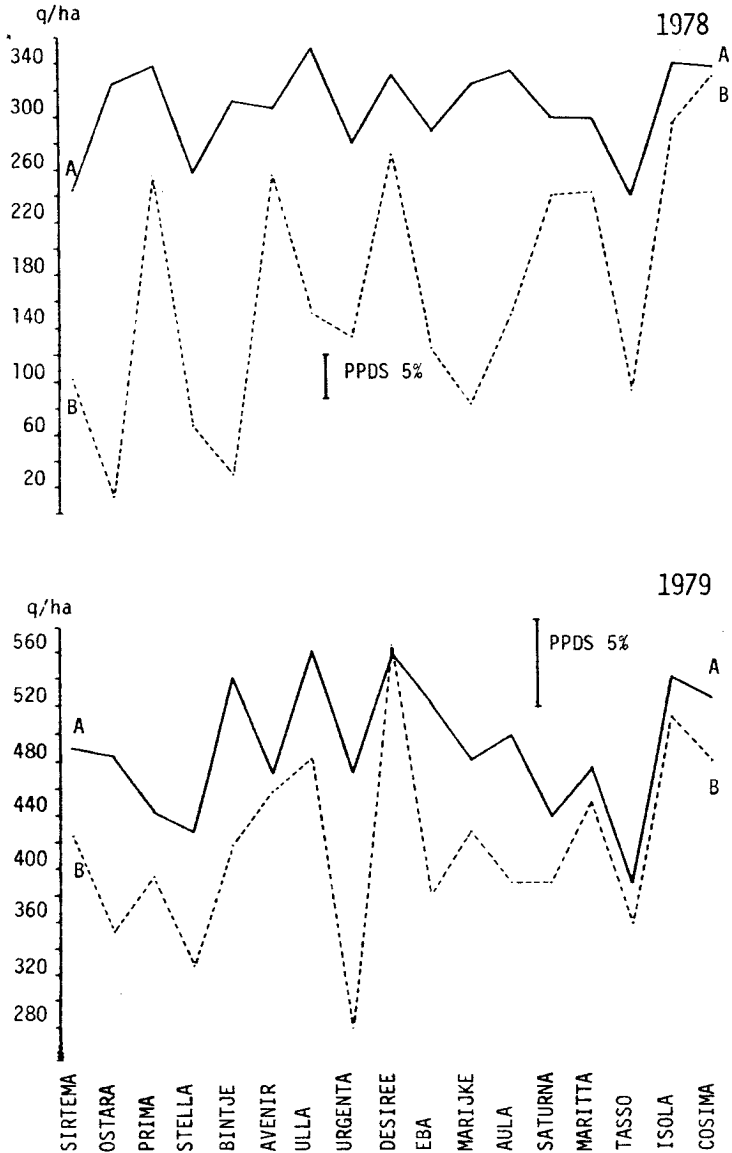 q/ha
1978
340
A
300
B
260
A
220
180
140
PPDS 5%
100
B
60
20
1979
q/ha
560
PPDS 5%
520
A
A
480
B
440
400
B
360
320
280
SIRTEMA
OSTARA
PRIMA
STELLA
BINTJE
AVENIR
ULLA
URGENTA
DESIREE
EBA
MARIJKE
AULA
SATURNA
MARITTA
TASSO
ISOLA
COSIMA